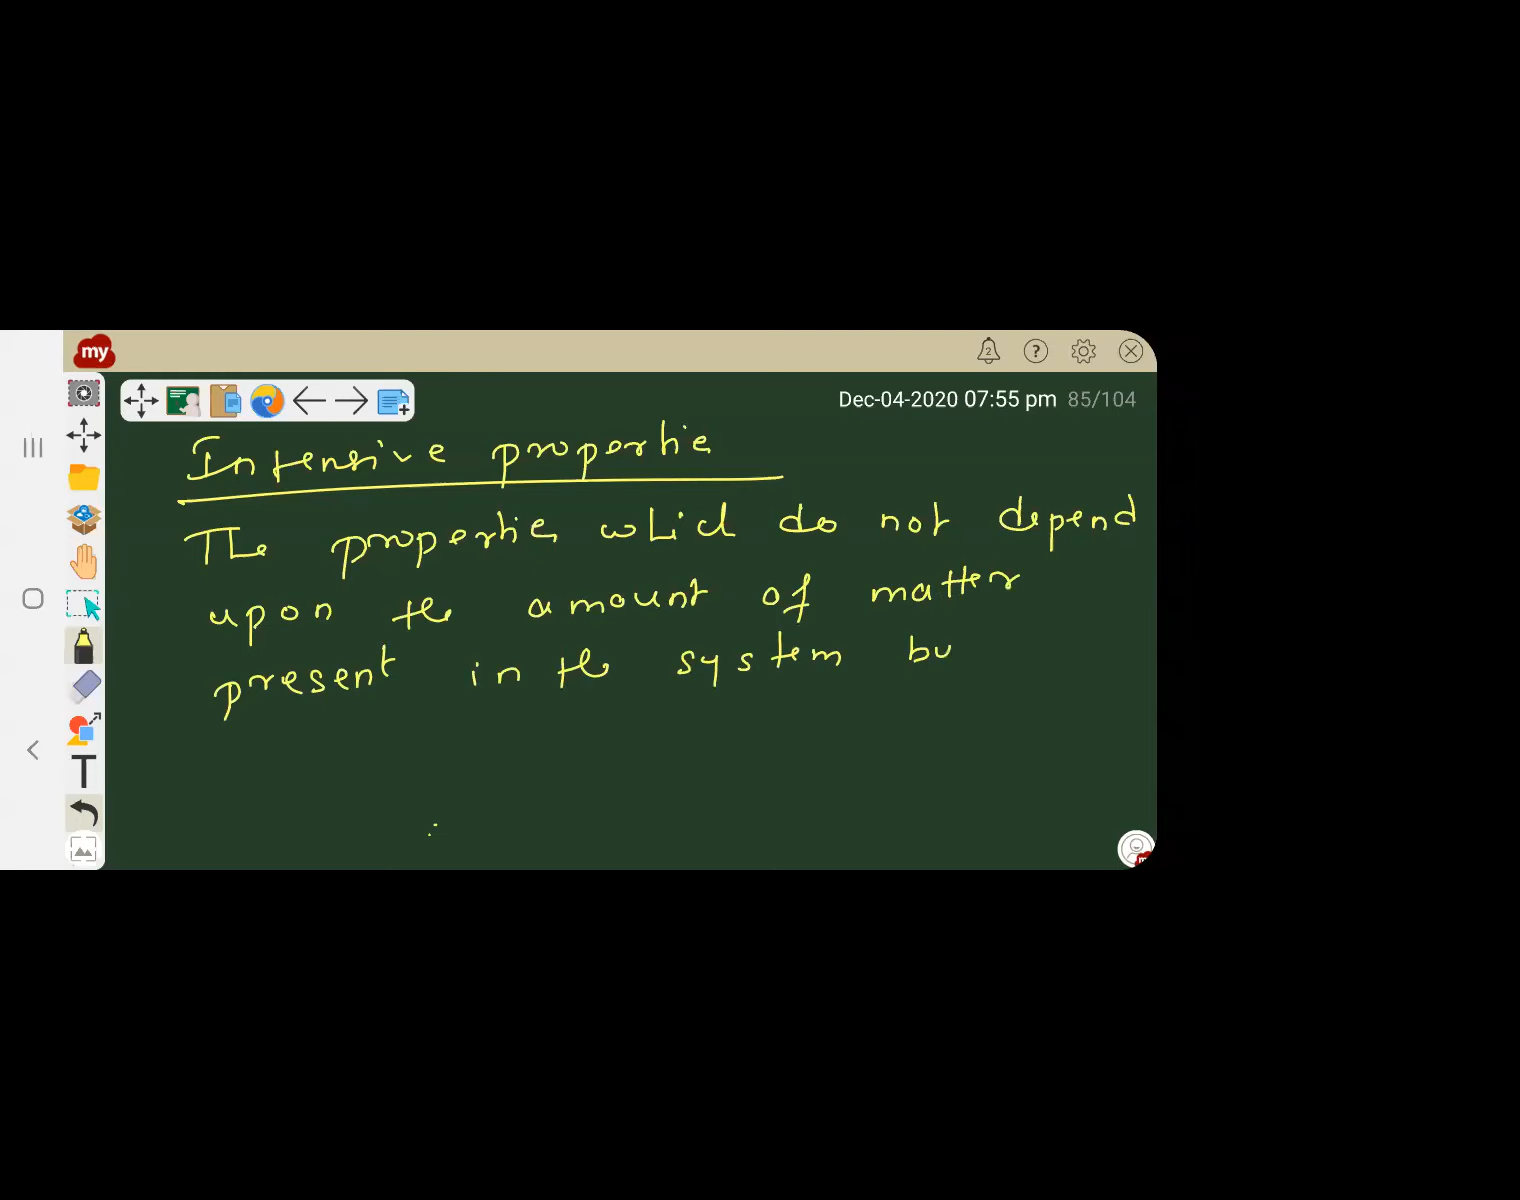 my
2
?
Dec-04-2020 07:55 pm 85/104
Intensive propertie
The propertie which do not depend
upon the amount of matter
present in the system bu
T